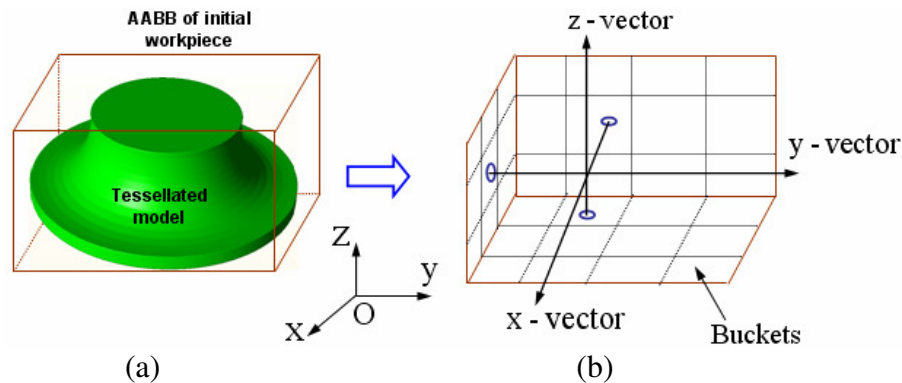 AABB of initial
workpiece
Tessellated
model
Z
y
O
X
(a)
z - vector
y - vector
x - vector
Buckets
(b)